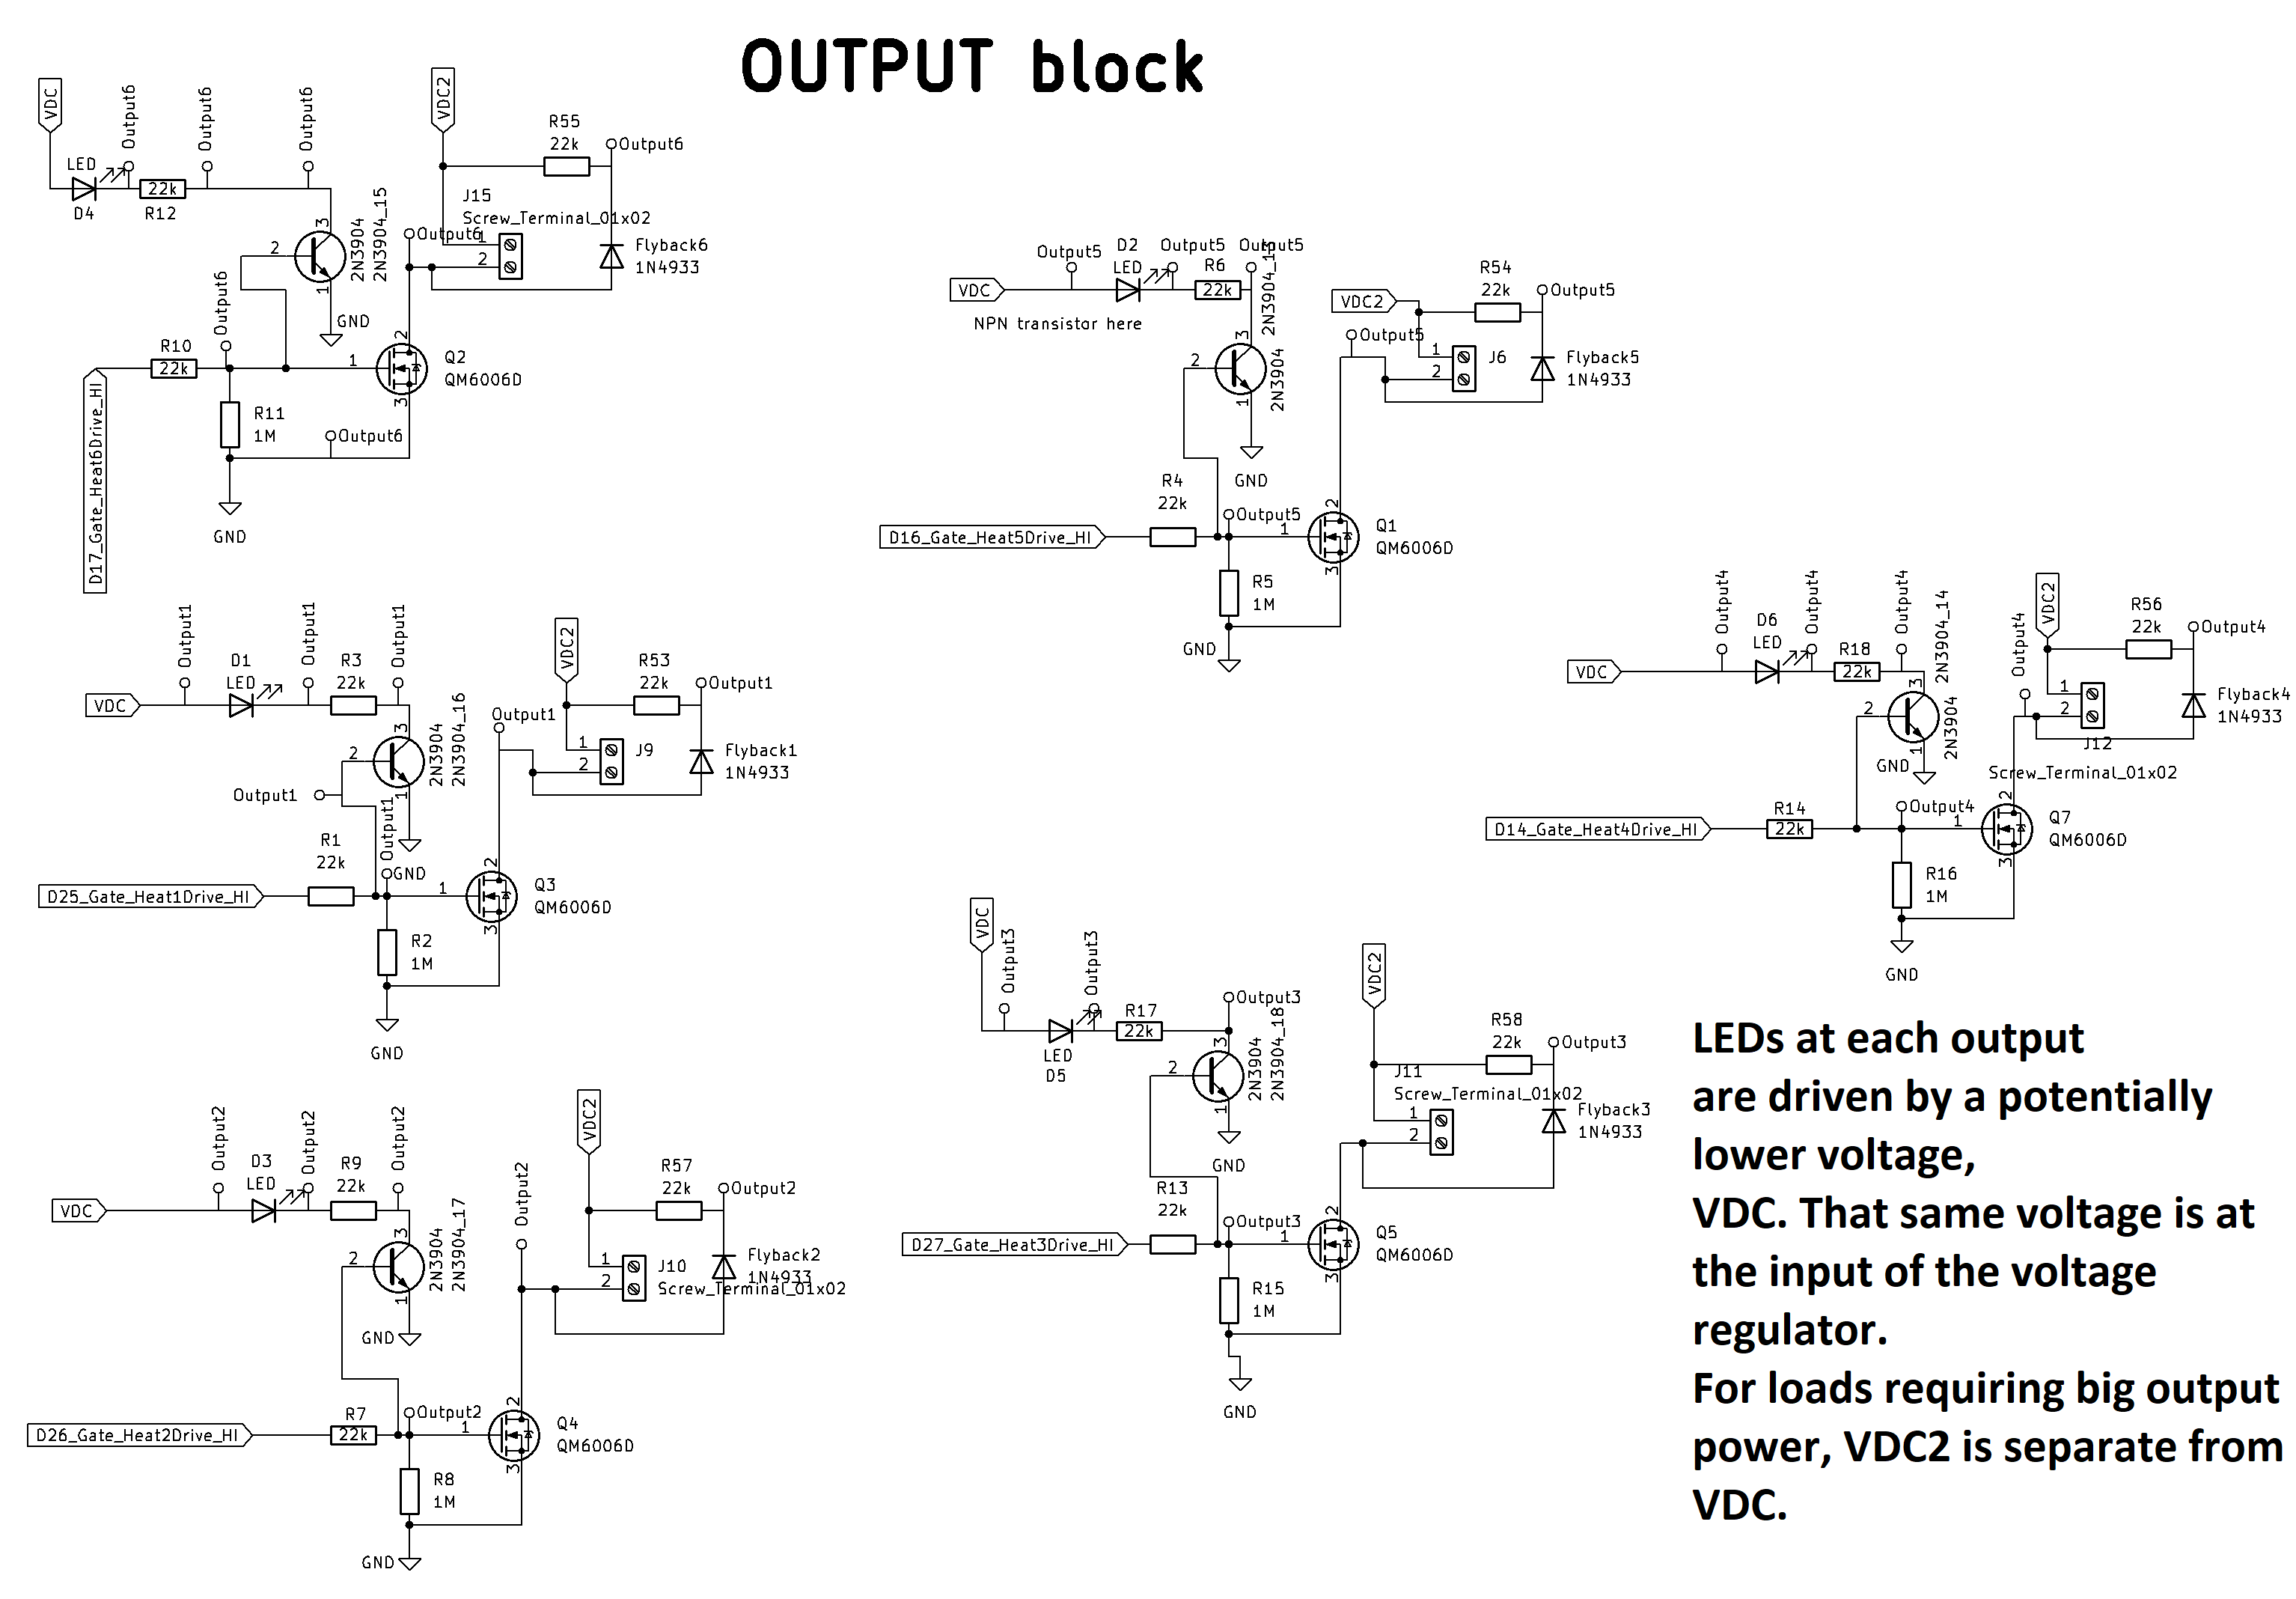 OUTPUT block
VDC
Output6
Output6
Output6
LED
D4
22k
R12
2N3904
2N3904_15
3
2
1
GND
VDC2
R55
22k
Output6
J15
Screw_Terminal_01x02
Output6
1
2
Flyback6
1N4933
Output6
R10
22k
1
2
3
Q2
QM6006D
R11
1M
Output6
GND
D17_Gate_Heat6Drive_HI
Output5
D2
LED
Output5
R6
22k
Output5
2N3904_13
2N3904
VDC
NPN transistor here
3
2
1
GND
VDC2
R54
22k
Output5
Output5
1
2
J6
Flyback5
1N4933
R4
22k
Output5
D16_Gate_Heat5Drive_HI
1
2
3
Q1
QM6006D
R5
1M
GND
Output1
D1
LED
Output1
R3
22k
Output1
VDC
2N3904
2N3904_16
3
2
1
Output1
Output1
GND
VDC2
R53
22k
Output1
Output1
1
2
J9
Flyback1
1N4933
R1
22k
D25_Gate_Heat1Drive_HI
1
2
3
Q3
QM6006D
R2
1M
GND
Output4
D6
LED
Output4
R18
22k
Output4
2N3904_14
2N3904
VDC
3
2
1
GND
Output4
VDC2
R56
22k
Output4
1
2
J12
Screw_Terminal_01x02
Flyback4
1N4933
R14
22k
Output4
D14_Gate_Heat4Drive_HI
1
2
3
Q7
QM6006D
R16
1M
GND
VDC
Output3
Output3
LED
D5
R17
22k
Output3
2N3904
2N3904_18
3
2
1
GND
VDC2
R58
22k
Output3
J11
Screw_Terminal_01x02
1
2
Flyback3
1N4933
R13
22k
Output3
D27_Gate_Heat3Drive_HI
1
2
3
Q5
QM6006D
R15
1M
GND
Output2
D3
LED
Output2
R9
22k
Output2
VDC
2N3904
2N3904_17
3
2
1
GND
Output2
VDC2
R57
22k
Output2
1
2
J10
Screw_Terminal_01x02
Flyback2
1N4933
R7
22k
Output2
D26_Gate_Heat2Drive_HI
1
2
3
Q4
QM6006D
R8
1M
GND
LEDs at each output
are driven by a potentially
lower voltage,
VDC. That same voltage is at
the input of the voltage
regulator.
For loads requiring big output
power, VDC2 is separate from
VDC.